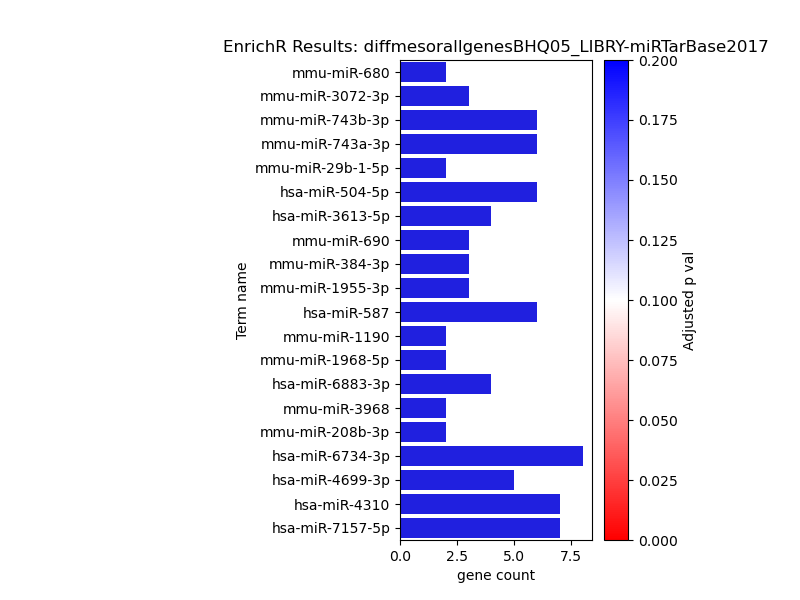 EnrichR Results: diffmesorallgenesBHQ05_LIBRY-miRTarBase2017
mmu-miR-680
mmu-miR-3072-3p
mmu-miR-743b-3p
mmu-miR-743a-3p
mmu-miR-29b-1-5p
hsa-miR-504-5p
hsa-miR-3613-5p
mmu-miR-690
mmu-miR-384-3p
mmu-miR-1955-3p
hsa-miR-587
mmu-miR-1190
mmu-miR-1968-5p
hsa-miR-6883-3p
mmu-miR-3968
mmu-miR-208b-3p
hsa-miR-6734-3p
hsa-miR-4699-3p
hsa-miR-4310
hsa-miR-7157-5p
Term name
0.0 2.5 5.0 7.5
gene count
0.200
0.175
0.150
0.125
0.100
0.075
0.050
0.025
0.000
Adjusted p val